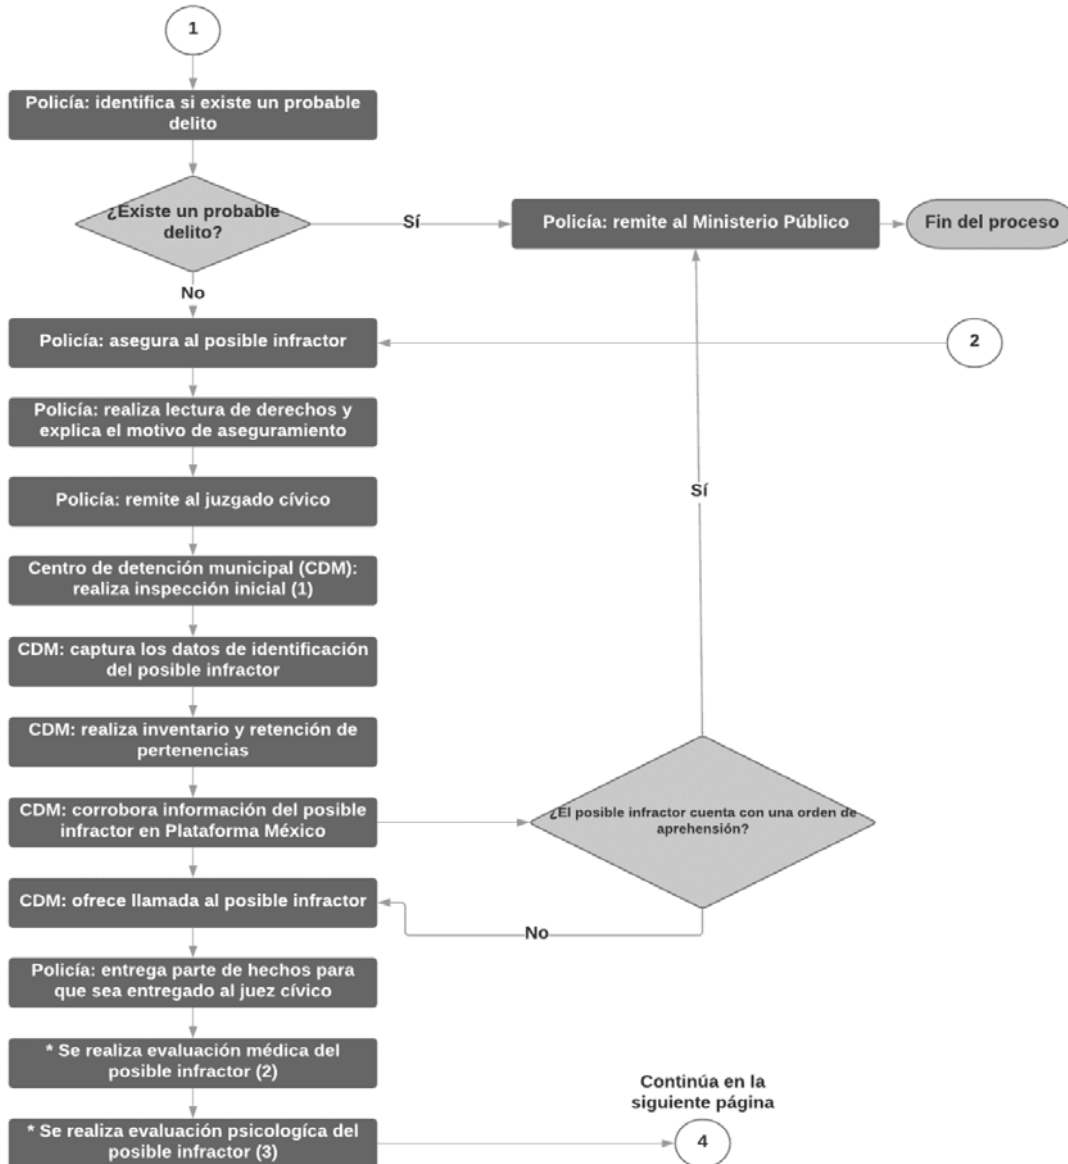 1
Policía: identifica si existe un probable
delito
¿Existe un probable
delito?
Sí
Policía: remite al Ministerio Público
Fin del proceso
No
Policía: asegura al posible infractor
2
Policía: realiza lectura de derechos y
explica el motivo de aseguramiento
Policía: remite al juzgado cívico
Sí
Centro de detención municipal (CDM):
realiza inspección inicial (1)
CDM: captura los datos de identificación
del posible infractor
CDM: realiza inventario y retención de
pertenencias
CDM: corrobora información del posible
infractor en Plataforma México
¿El posible infractor cuenta con una orden de
aprehensión?
CDM: ofrece llamada al posible infractor
No
Policía: entrega parte de hechos para
que sea entregado al juez cívico
* Se realiza evaluación médica del
posible infractor (2)
Continúa en la
siguiente página
* Se realiza evaluación psicologíca del
posible infractor (3)
4